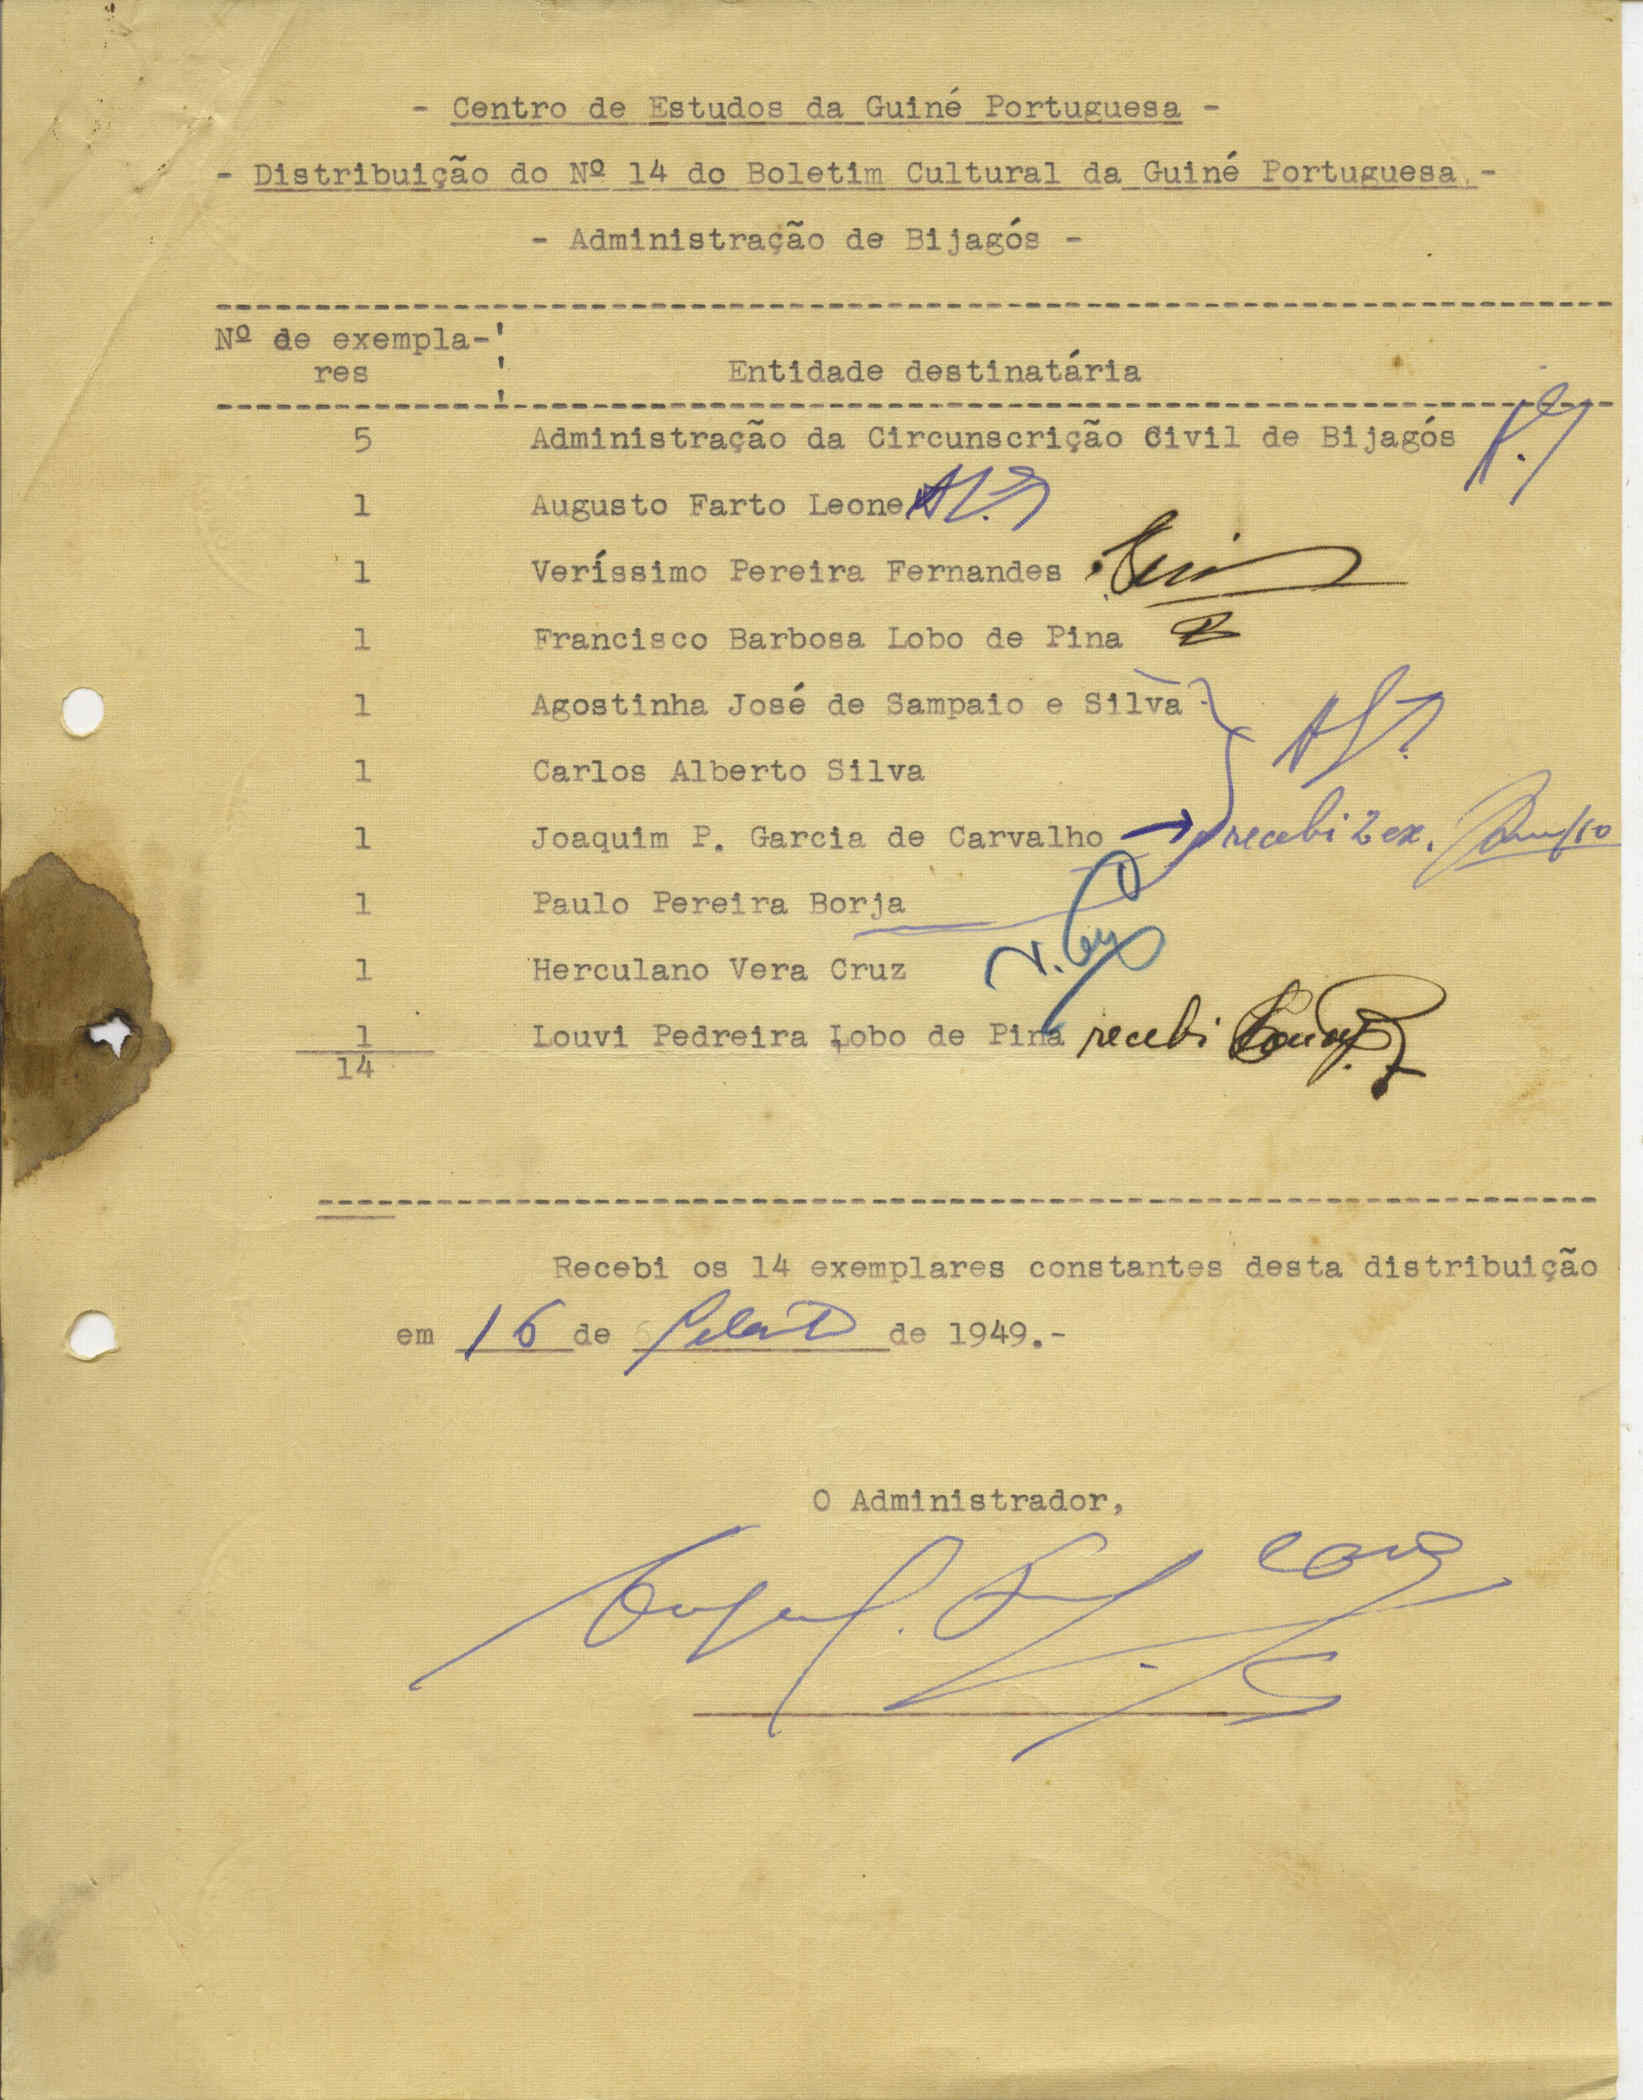 - Centro de Estudos da Guiné Portuguesa -
- Distribuição do Nº 14 do Boletim Cultural da Guiné Portuguesa.-
- Administração de Bijagós -
Nº de exempla-
res
Entidade destinatária
5 Administração da Circunscrição Civil de Bijagós
1 Augusto Farto Leone
1 Veríssimo Pereira Fernandes
1 Francisco Barbosa Lobo de Pina
1 Agostinha José de Sampaio e Silva
1 Carlos Alberto Silva
1 Joaquim P. Garcia de Carvalho recebi 2 ex.
1 Paulo Pereira Borja
1 Herculano Vera Cruz
1 Louvi Pedreira Lobo de Pina recebi
14
Recebi os 14 exemplares constantes desta distribuição
em 16 de de 1949.-
O Administrador,